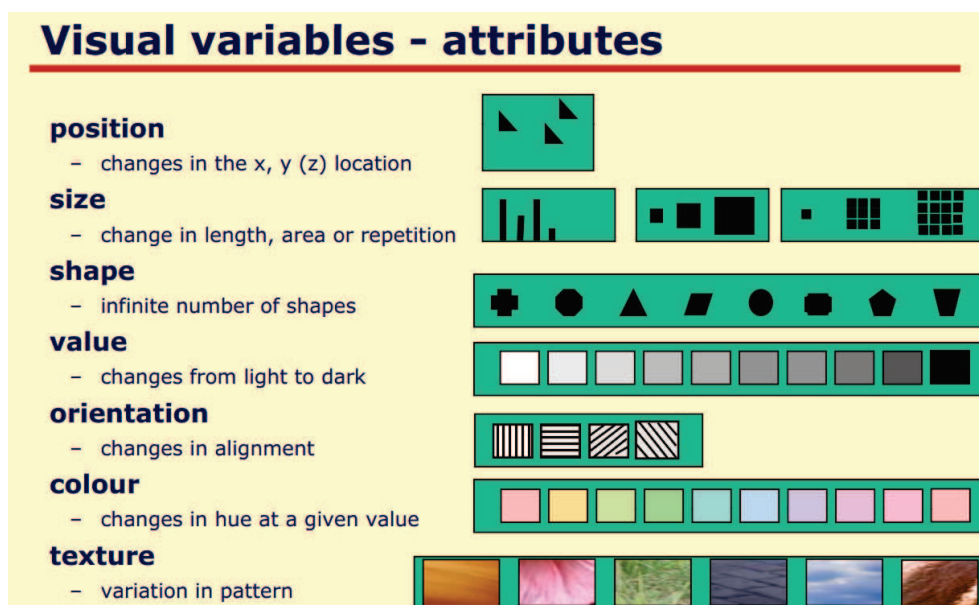 Visual variables - attributes
position
– changes in the x, y (z) location
size
– change in length, area or repetition
shape
– infinite number of shapes
value
– changes from light to dark
orientation
– changes in alignment
colour
– changes in hue at a given value
texture
– variation in pattern